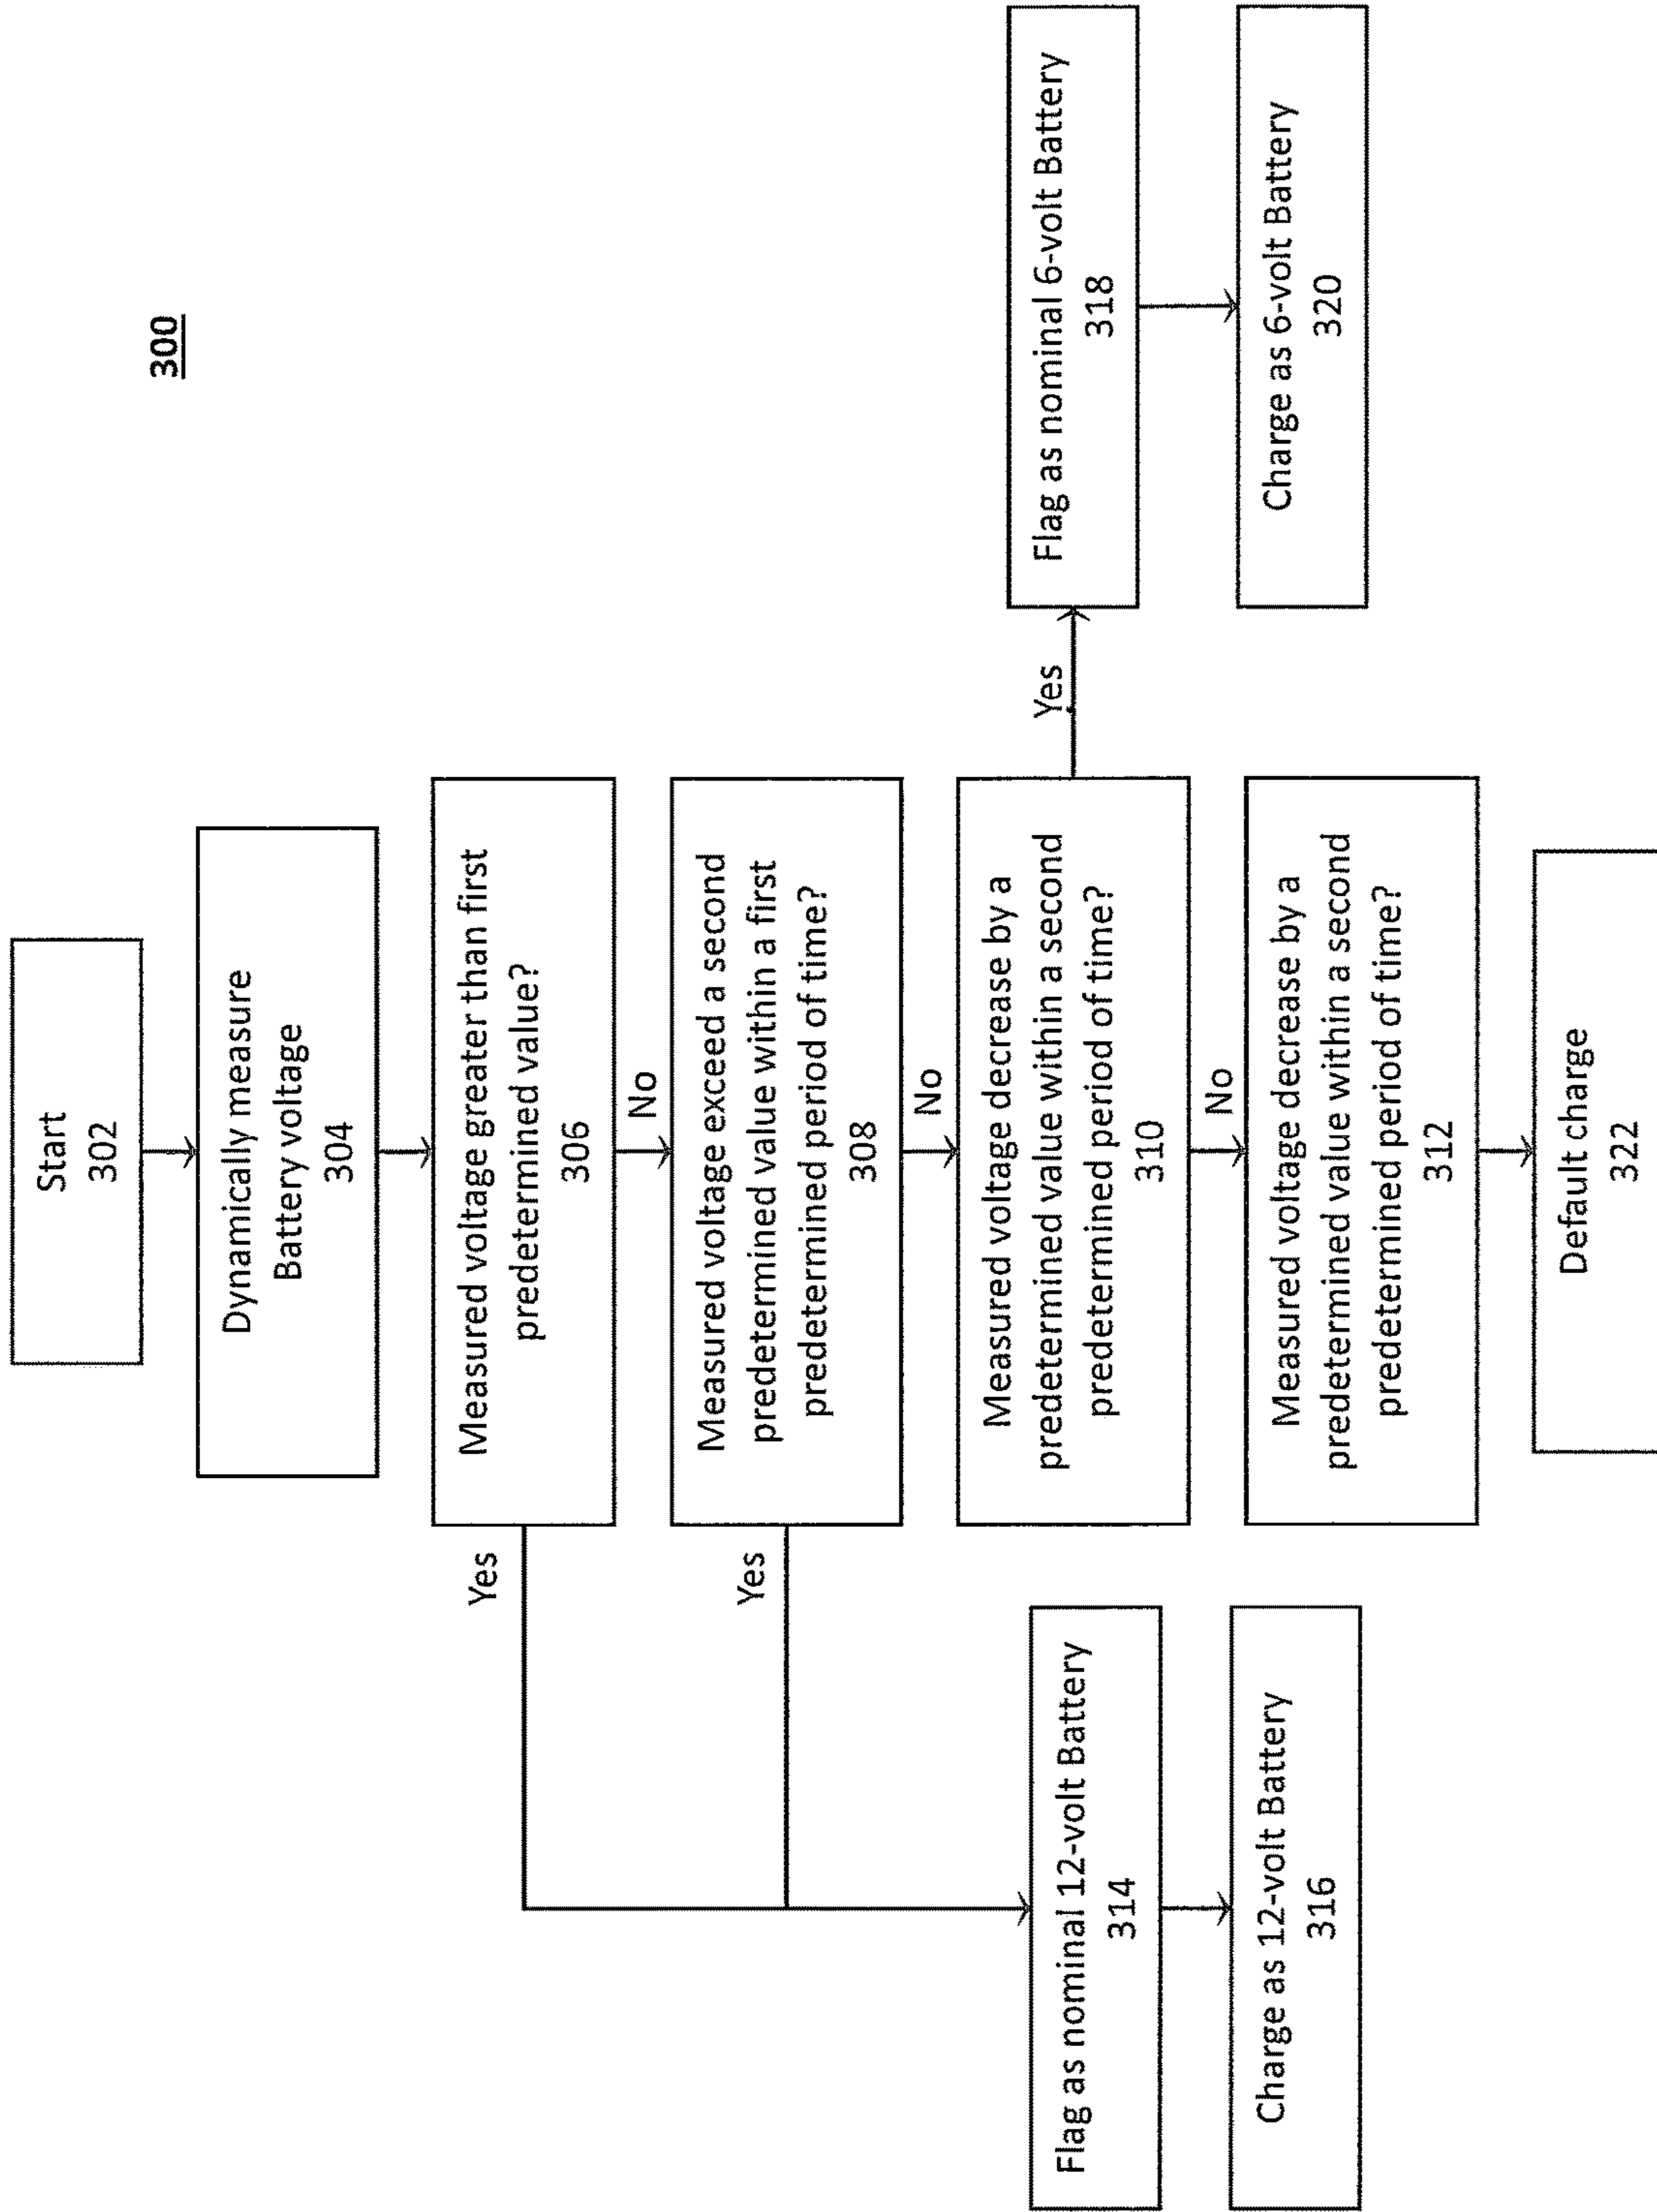 300
Start
302
Dynamically measure
Battery voltage
304
Measured voltage greater than first
predetermined value?
306
Yes
No
Measured voltage exceed a second
predetermined value within a first
predetermined period of time?
308
Yes
No
Measured voltage decrease by a
predetermined value within a second
predetermined period of time?
310
Yes
No
Measured voltage decrease by a
predetermined value within a second
predetermined period of time?
312
Default charge
322
Flag as nominal 12-volt Battery
314
Charge as 12-volt Battery
316
Flag as nominal 6-volt Battery
318
Charge as 6-volt Battery
320